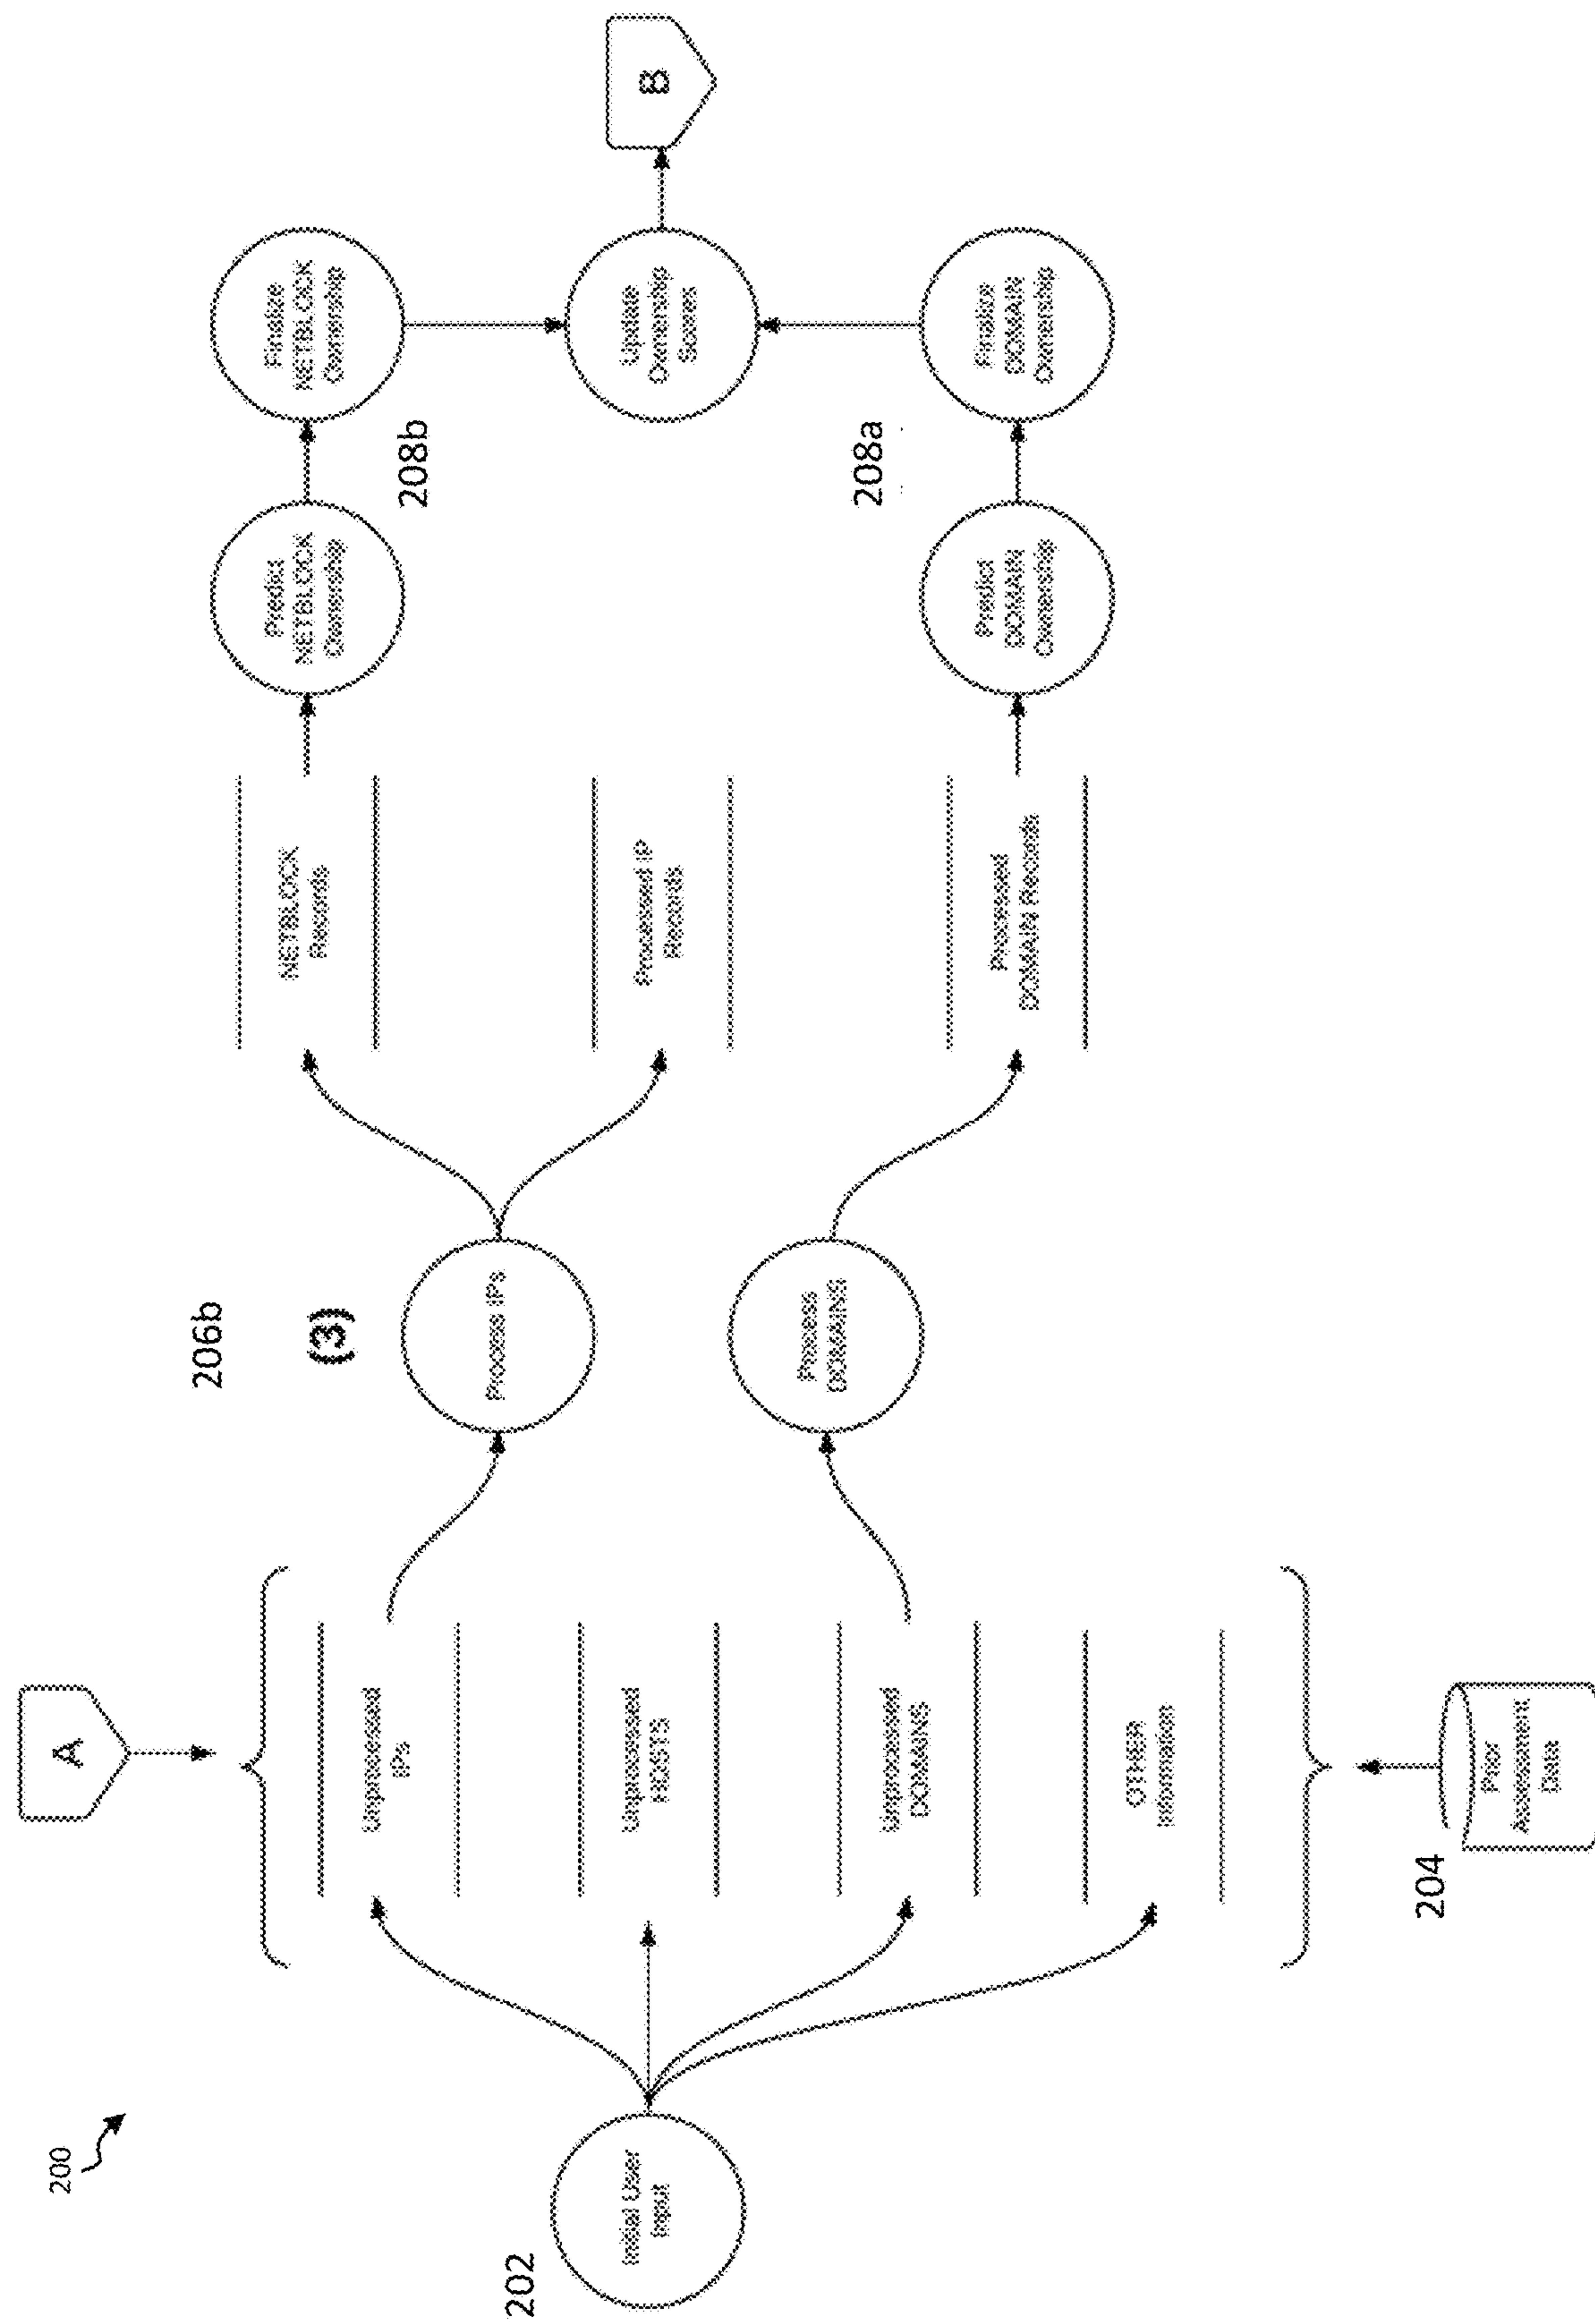 200
202
Initial User
Input
A
Unprocessed
IPs
Unprocessed
HOSTS
Unprocessed
DOMAINS
OTHER
Information
204
Prior
Assessment
Data
206b
(3)
Process IPs
Process
DOMAINS
NETBLOCK
Records
Processed IP
Records
Processed
DOMAIN Records
Predict
NETBLOCK
Ownership
208b
Predict
DOMAIN
Ownership
208a
Finalize
NETBLOCK
Ownership
Update
Ownership
Scores
Finalize
DOMAIN
Ownership
B